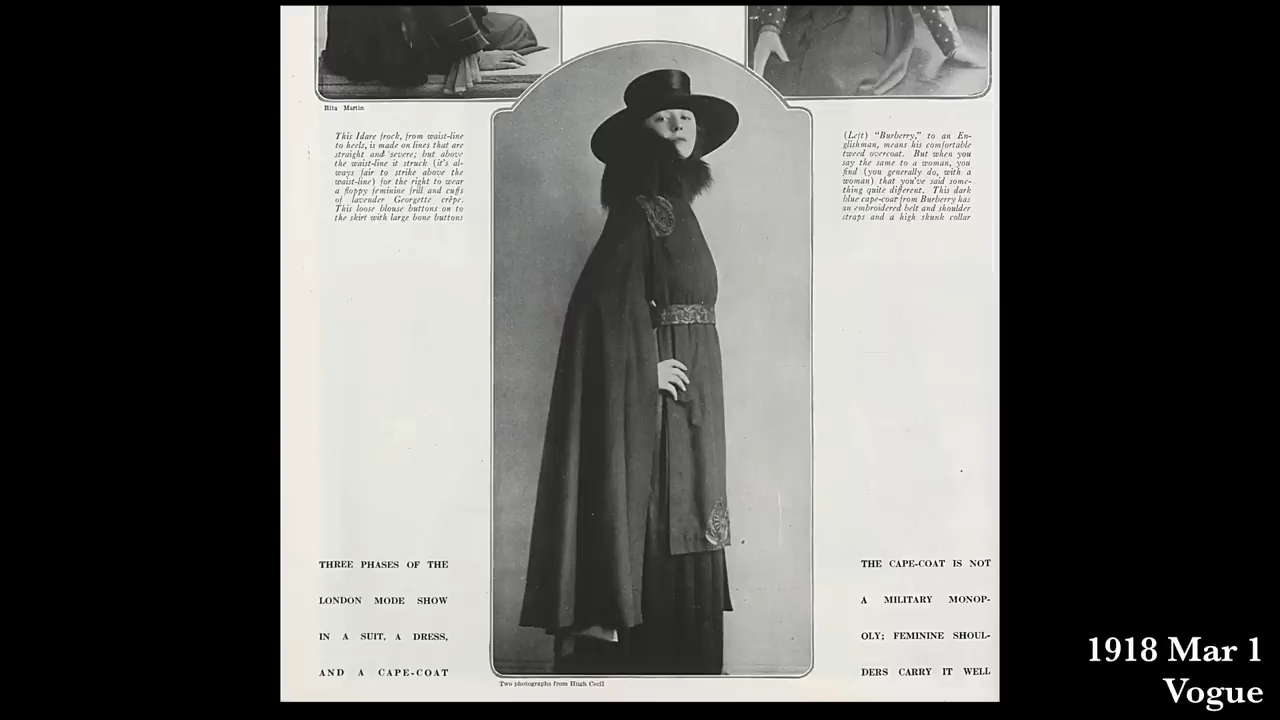 Rita Martin
This Idare frock, from waist-line
to heels, is made on lines that are
straight and severe; but above
the waist-line it struck (it's al-
ways fair to strike above the
waist-line) for the right to wear
a floppy feminine frill and cuffs
of lavender Georgette crêpe.
This loose blouse buttons on to
the skirt with large bone buttons
(Left) "Burberry," to an En-
glishman, means his comfortable
tweed overcoat. But when you
say the same to a woman, you
find (you generally do, with a
woman) that you've said some-
thing quite different. This dark
blue cape-coat from Burberry has
an embroidered belt and shoulder
straps and a high skunk collar
THREE PHASES OF THE
LONDON MODE SHOW
IN A SUIT, A DRESS,
AND A CAPE-COAT
THE CAPE-COAT IS NOT
A MILITARY MONOP-
OLY; FEMININE SHOUL-
DERS CARRY IT WELL
Two photographs from Hugh Cecil
1918 Mar 1
Vogue